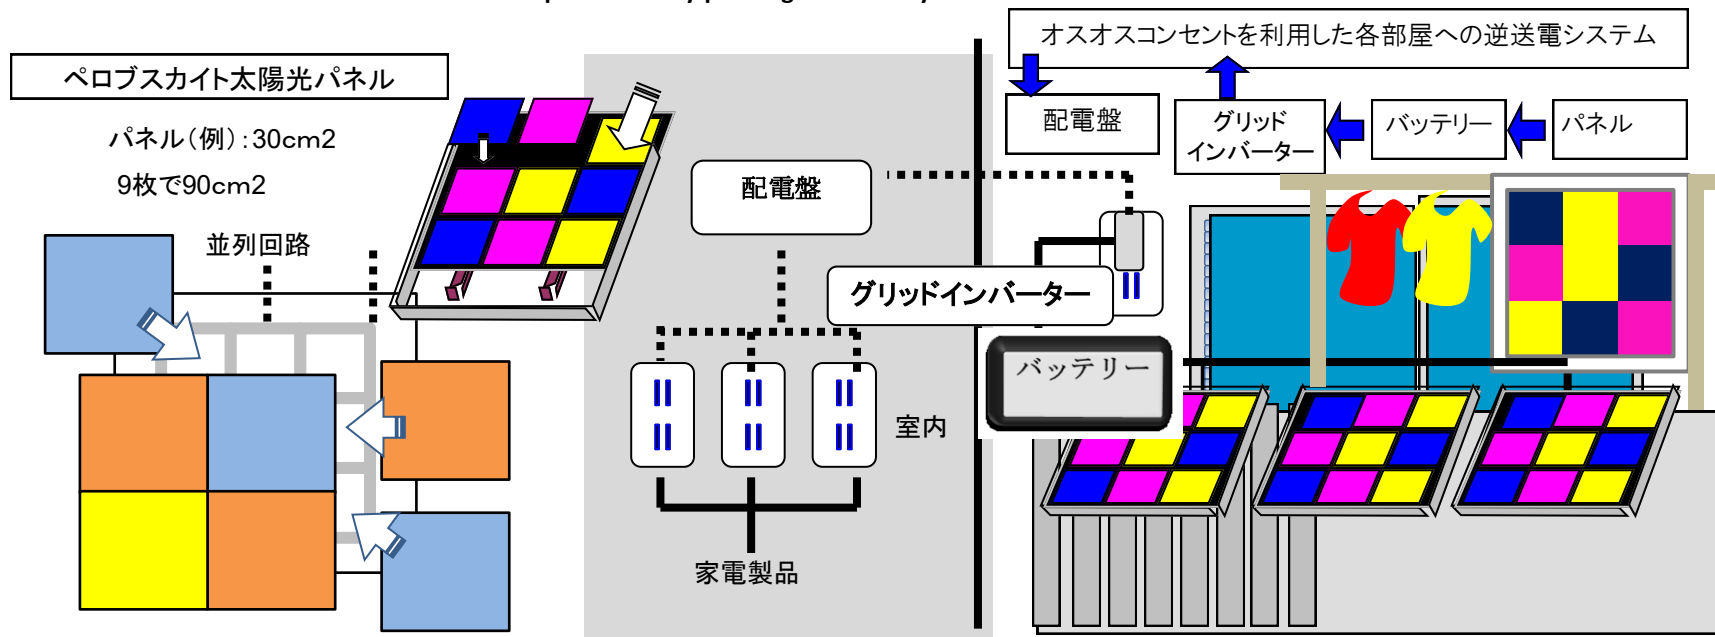 オスオスコンセントを利用した各部屋への逆送電システム
ペロブスカイト太陽光パネル
パネル(例):30cm2
9枚で90cm2
並列回路
配電盤
グリッドインバーター
バッテリー
室内
家電製品
配電盤
グリッド
インバーター
バッテリー
パネル